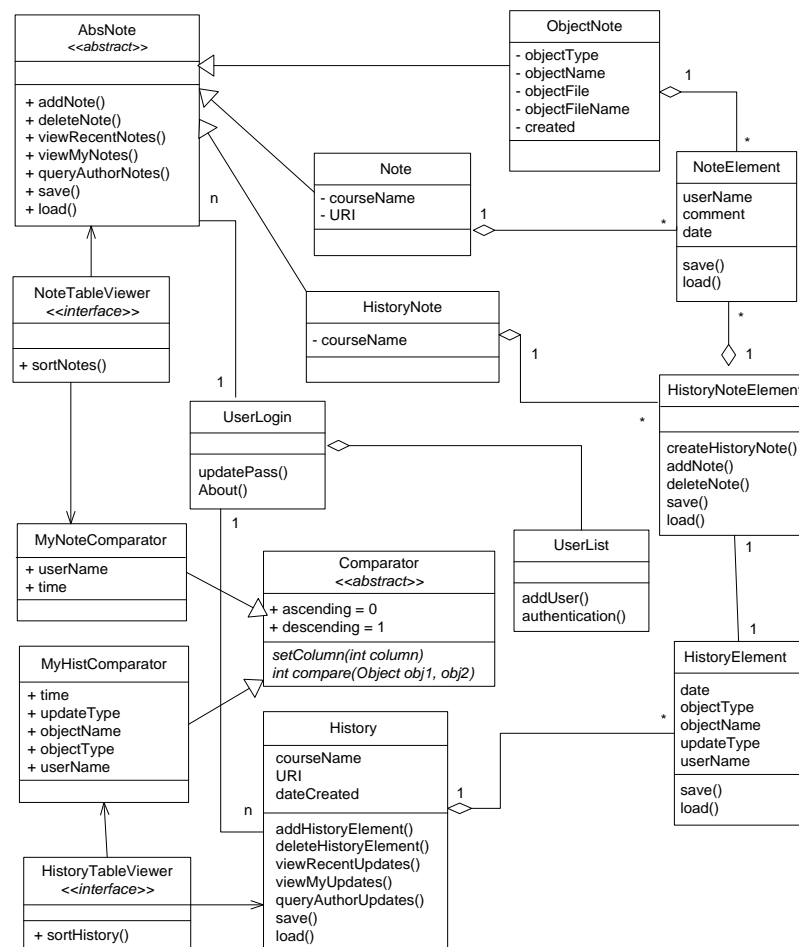 AbsNote
<<abstract>>
+ addNote()
+ deleteNote()
+ viewRecentNotes()
+ viewMyNotes()
+ queryAuthorNotes()
+ save()
+ load()
ObjectNote
- objectType
- objectName
- objectFile
- objectFileName
- created
1
*
Note
- courseName
- URI
1
*
NoteElement
userName
comment
date
save()
load()
*
1
n
1
NoteTableViewer
<<interface>>
+ sortNotes()
HistoryNote
- courseName
1
*
HistoryNoteElement
createHistoryNote()
addNote()
deleteNote()
save()
load()
1
1
UserLogin
updatePass()
About()
1
n
UserList
addUser()
authentication()
MyNoteComparator
+ userName
+ time
Comparator
<<abstract>>
+ ascending = 0
+ descending = 1
setColumn(int column)
int compare(Object obj1, obj2)
MyHistComparator
+ time
+ updateType
+ objectName
+ objectType
+ userName
History
courseName
URI
dateCreated
addHistoryElement()
deleteHistoryElement()
viewRecentUpdates()
viewMyUpdates()
queryAuthorUpdates()
save()
load()
1
*
HistoryElement
date
objectType
objectName
updateType
userName
save()
load()
HistoryTableViewer
<<interface>>
+ sortHistory()